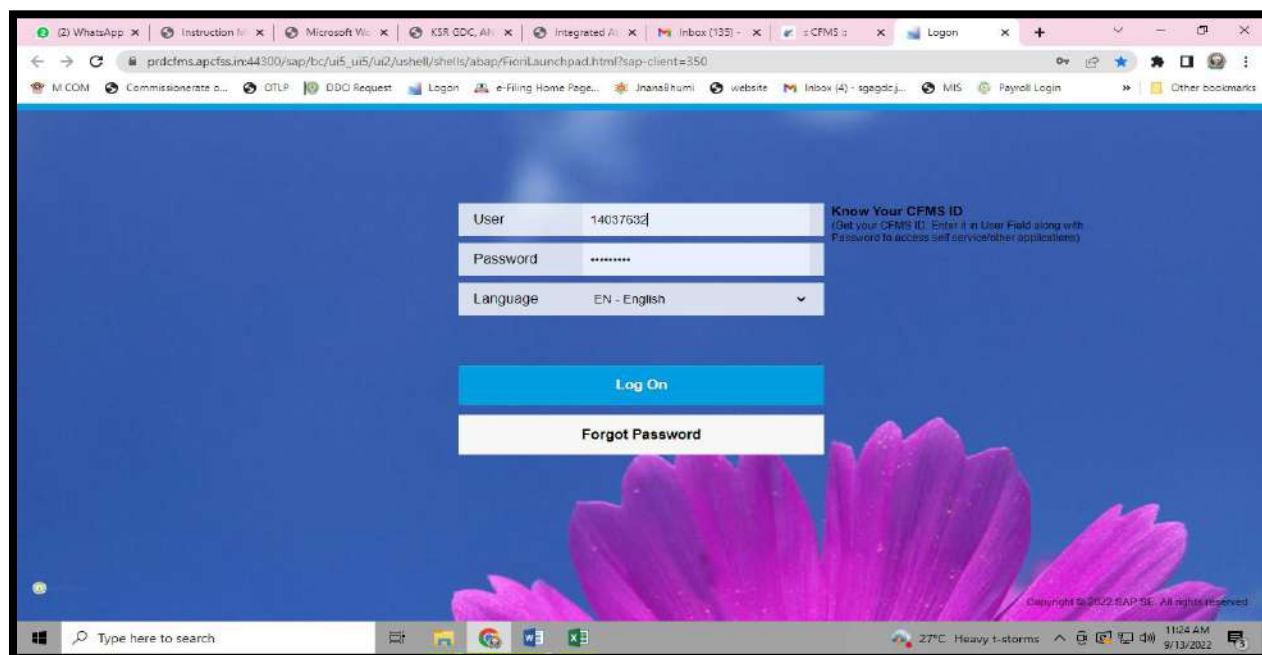 (2) WhatsApp
Instruction
Microsoft
KSR GDC,
Integrated
Inbox (135) -
:: CFMS ::
Logon
prdcfms.apcfss.in:44300/sap/bc/ui5_ui5/ui2/ushell/shells/abap/FioriLaunchpad.html?sap-client=350
M COM
Commissionerate o...
OTLP
DDO Request
Logon
e-Filing Home Page...
JnanaBhumi
website
Inbox (4) - sgagdc.j...
MIS
Payroll Login
»
Other bookmarks
User 14037632
Know Your CFMS ID
(Get your CFMS ID. Enter it in User Field along with
Password to access self service/other applications)
Password •••••••••
Language EN - English
Log On
Forgot Password
Copyright © 2022 SAP SE. All rights reserved
Type here to search
27°C Heavy t-storms
11:24 AM
9/13/2022